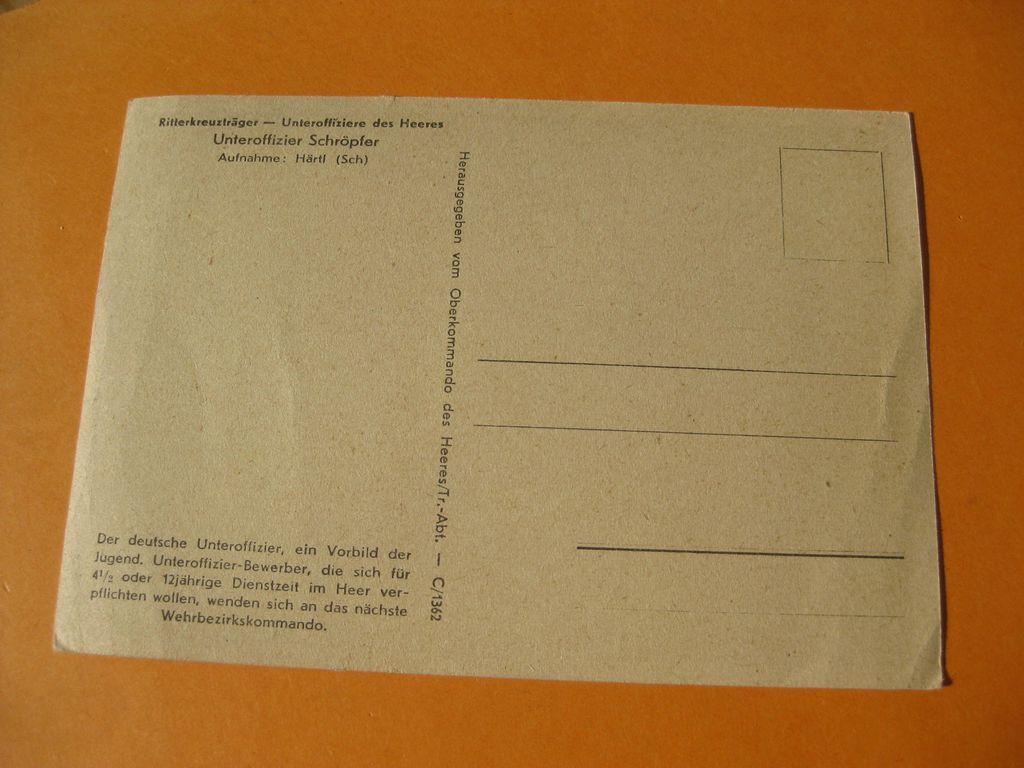 Ritterkreuzträger — Unteroffiziere des Heeres
Unteroffizier Schröpfer
Aufnahme: Härtl (Sch)
Der deutsche Unteroffizier, ein Vorbild der
Jugend. Unteroffizier-Bewerber, die sich für
4¹/₂ oder 12jährige Dienstzeit im Heer ver-
pflichten wollen, wenden sich an das nächste
Wehrbezirkskommando.
Herausgegeben vom Oberkommando des Heeres/Tr.-Abt. — C/1362